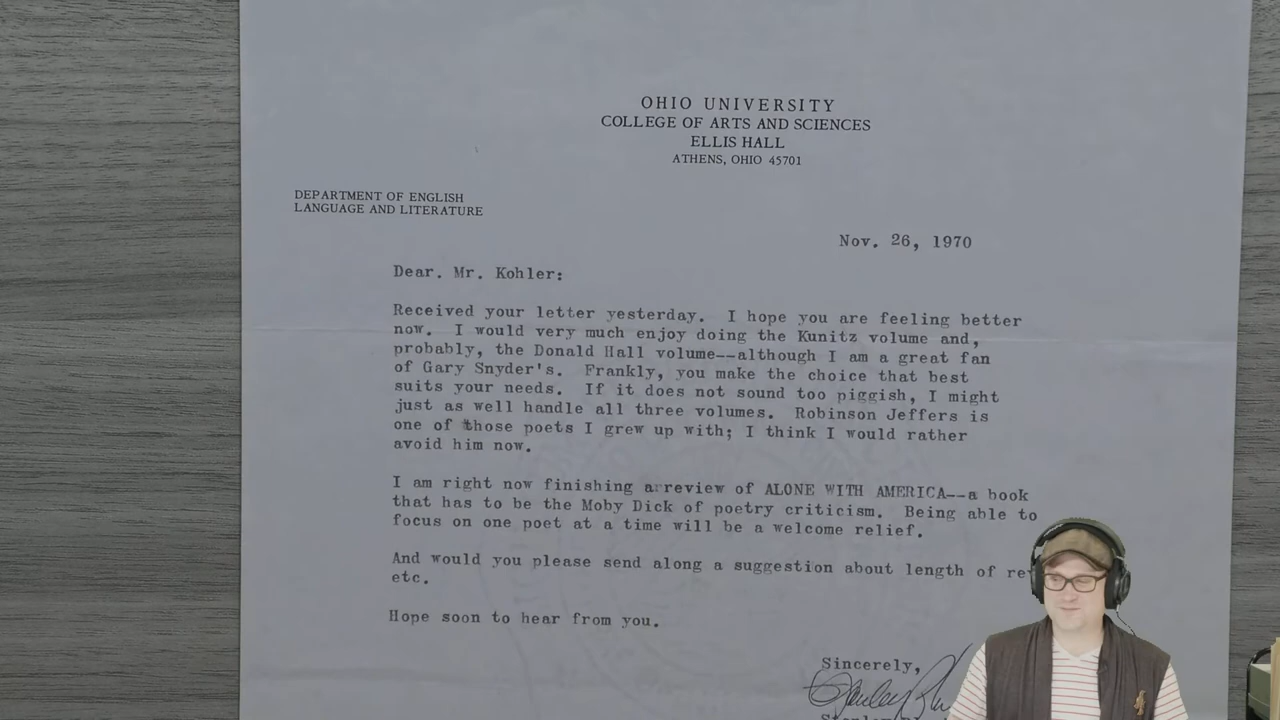 OHIO UNIVERSITY
COLLEGE OF ARTS AND SCIENCES
ELLIS HALL
ATHENS, OHIO 45701
DEPARTMENT OF ENGLISH
LANGUAGE AND LITERATURE
Nov. 26, 1970
Dear. Mr. Kohler:
Received your letter yesterday. I hope you are feeling better
now. I would very much enjoy doing the Kunitz volume and,
probably, the Donald Hall volume--although I am a great fan
of Gary Snyder's. Frankly, you make the choice that best
suits your needs. If it does not sound too piggish, I might
just as well handle all three volumes. Robinson Jeffers is
one of those poets I grew up with; I think I would rather
avoid him now.
I am right now finishing a review of ALONE WITH AMERICA--a book
that has to be the Moby Dick of poetry criticism. Being able to
focus on one poet at a time will be a welcome relief.
And would you please send along a suggestion about length of
etc.
Hope soon to hear from you.
Sincerely,
Stanley